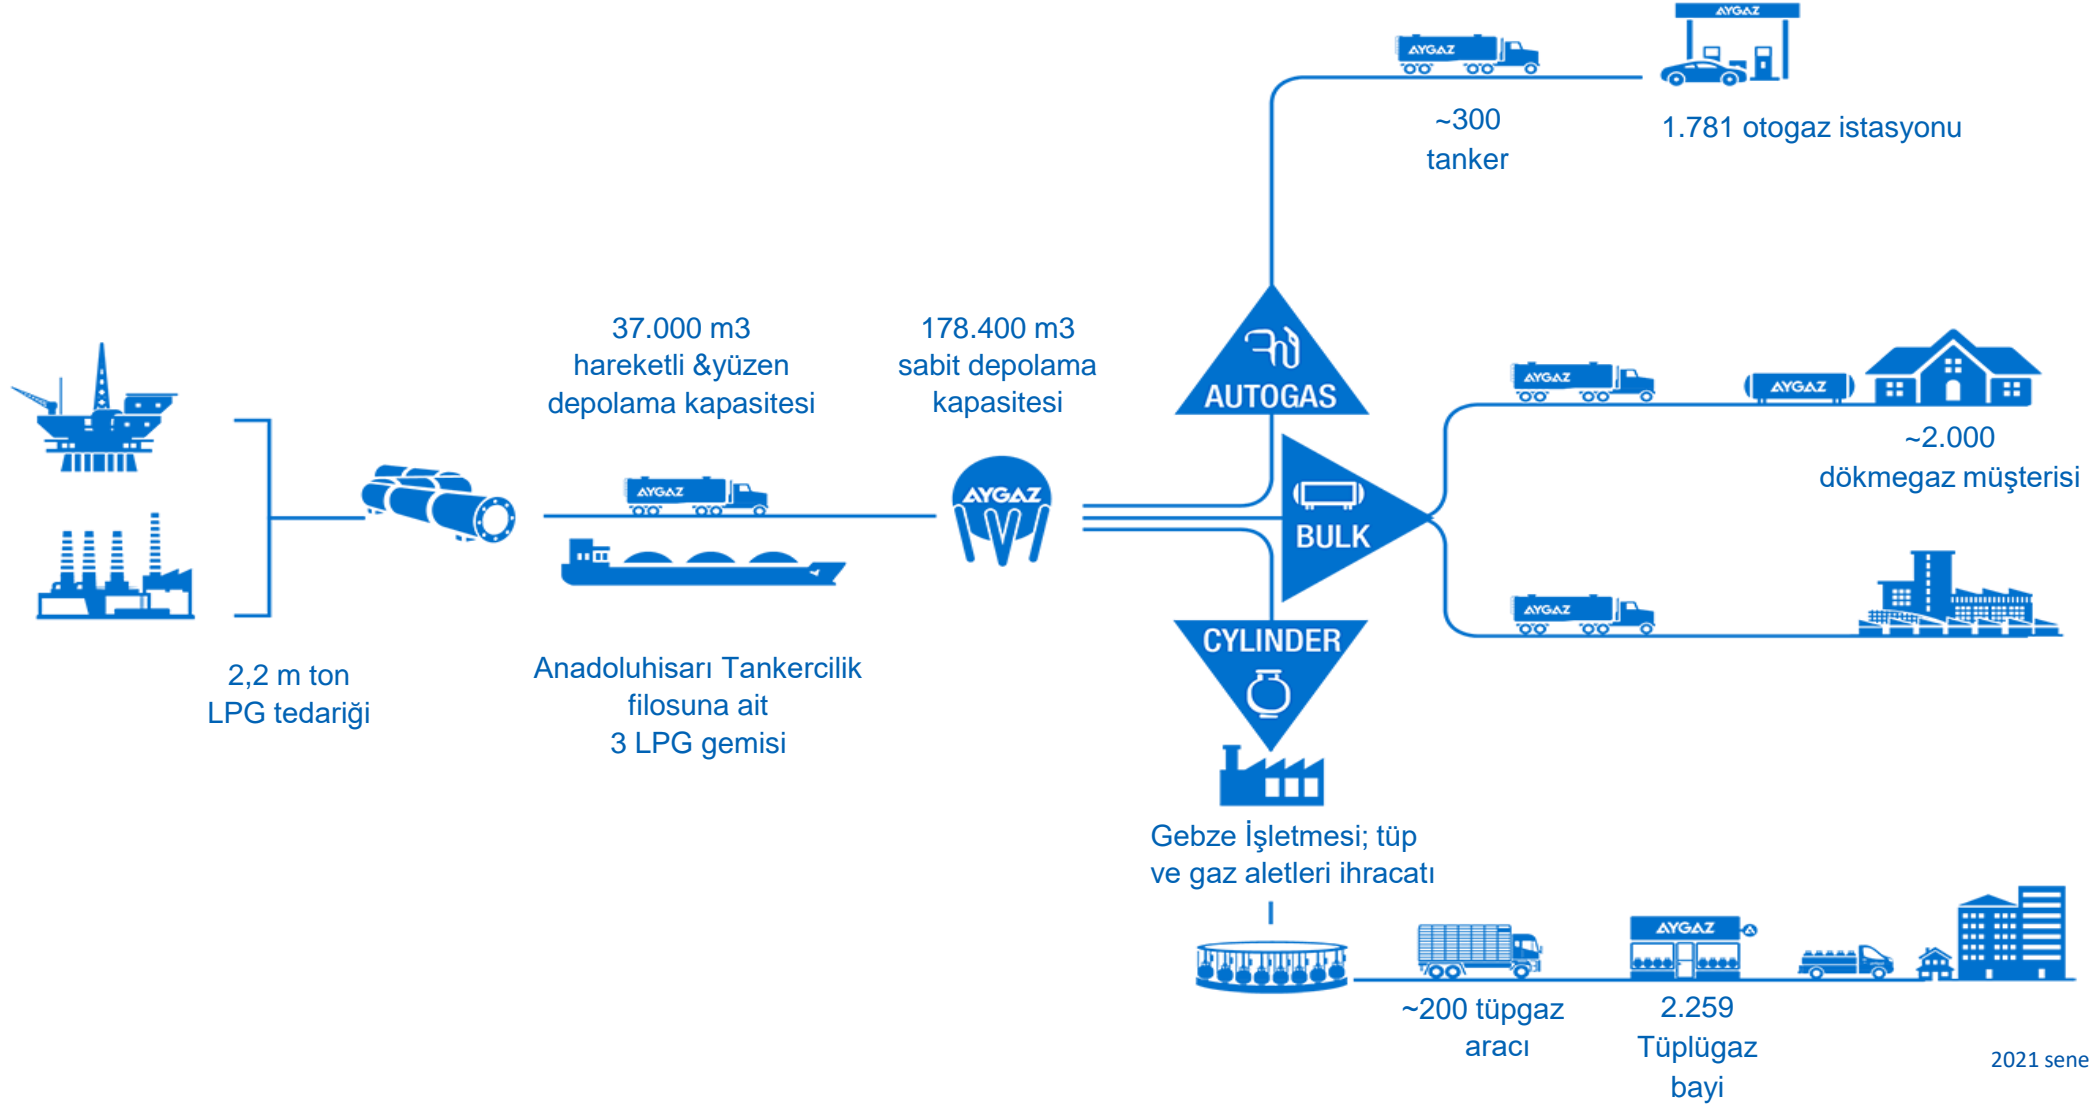 AYGAZ
AYGAZ
~300
tanker
1.781 otogaz istasyonu
37.000 m3
hareketli &yüzen
depolama kapasitesi
178.400 m3
sabit depolama
kapasitesi
AUTOGAS
AYGAZ
AYGAZ
~2.000
dökmegaz müşterisi
AYGAZ
AYGAZ
BULK
AYGAZ
CYLINDER
2,2 m ton
LPG tedariği
Anadoluhisarı Tankercilik
filosuna ait
3 LPG gemisi
Gebze İşletmesi; tüp
ve gaz aletleri ihracatı
AYGAZ
~200 tüpgaz
aracı
2.259
Tüplügaz
bayi
2021 sene